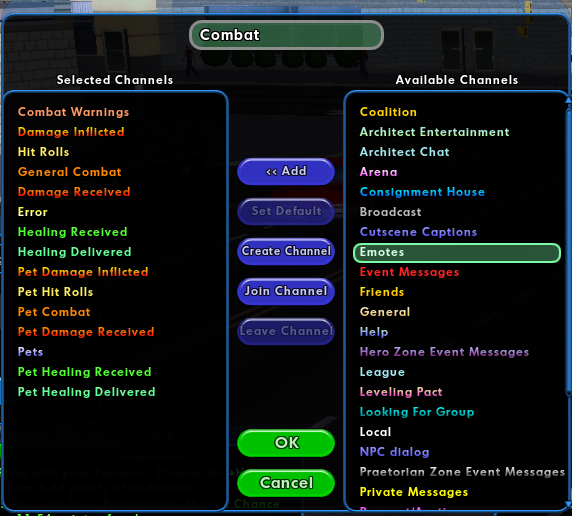 Combat
Selected Channels
Combat Warnings
Damage Inflicted
Hit Rolls
General Combat
Damage Received
Error
Healing Received
Healing Delivered
Pet Damage Inflicted
Pet Hit Rolls
Pet Combat
Pet Damage Received
Pets
Pet Healing Received
Pet Healing Delivered
<< Add
Set Default
Create Channel
Join Channel
Leave Channel
OK
Cancel
Available Channels
Coalition
Architect Entertainment
Architect Chat
Arena
Consignment House
Broadcast
Cutscene Captions
Emotes
Event Messages
Friends
General
Help
Hero Zone Event Messages
League
Leveling Pact
Looking For Group
Local
NPC dialog
Praetorian Zone Event Messages
Private Messages
Chance